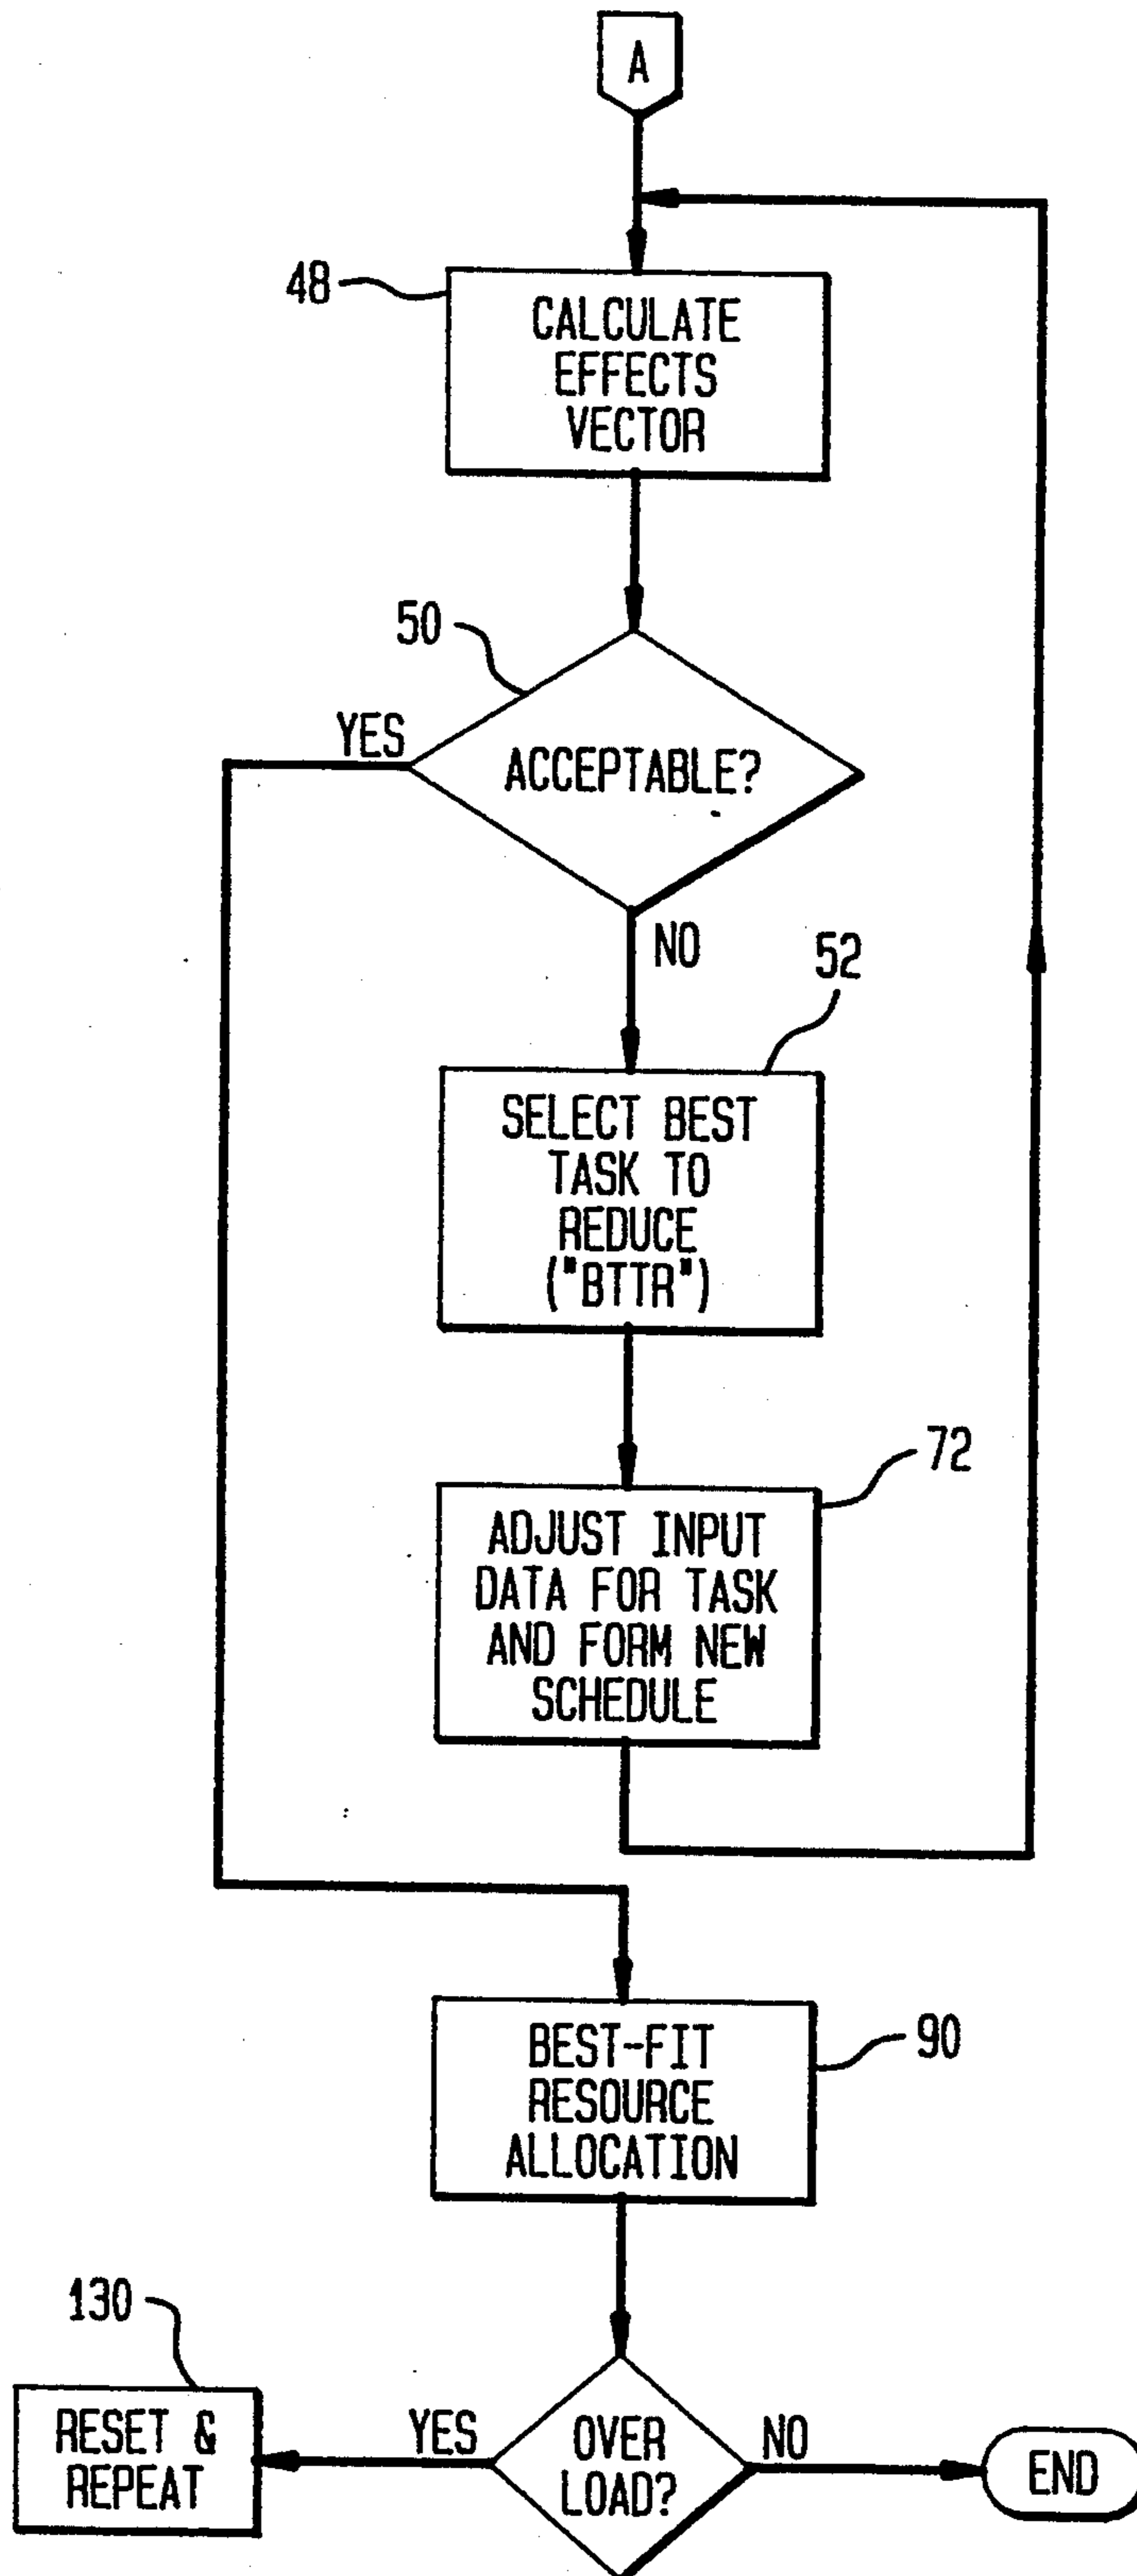 A
48
CALCULATE
EFFECTS
VECTOR
50
YES
ACCEPTABLE?
NO
52
SELECT BEST
TASK TO
REDUCE
("BTTR")
72
ADJUST INPUT
DATA FOR TASK
AND FORM NEW
SCHEDULE
BEST-FIT
RESOURCE
ALLOCATION
90
130
RESET &
REPEAT
YES
OVER
LOAD?
NO
END